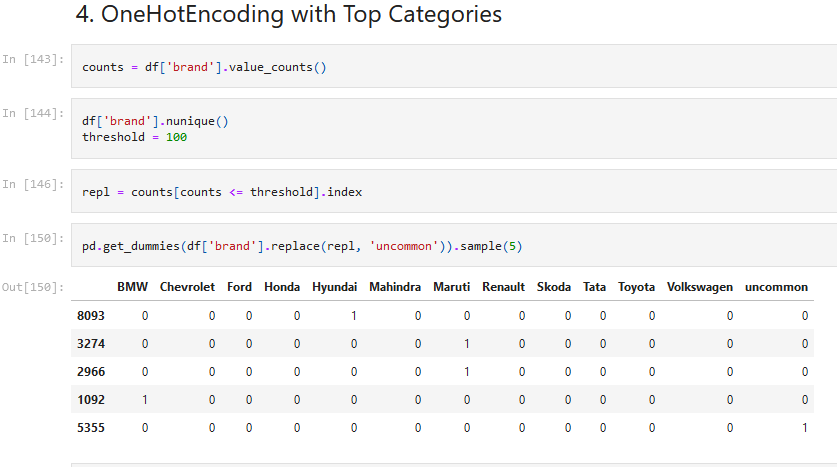 4. OneHotEncoding with Top Categories
In [143]: counts = df['brand'].value_counts()
In [144]: df['brand'].nunique()
threshold = 100
In [146]: repl = counts[counts <= threshold].index
In [150]: pd.get_dummies(df['brand'].replace(repl, 'uncommon')).sample(5)
Out[150]: BMW Chevrolet Ford Honda Hyundai Mahindra Maruti Renault Skoda Tata Toyota Volkswagen uncommon
8093 0 0 0 0 1 0 0 0 0 0 0 0 0
3274 0 0 0 0 0 0 1 0 0 0 0 0 0
2966 0 0 0 0 0 0 1 0 0 0 0 0 0
1092 1 0 0 0 0 0 0 0 0 0 0 0 0
5355 0 0 0 0 0 0 0 0 0 0 0 0 1